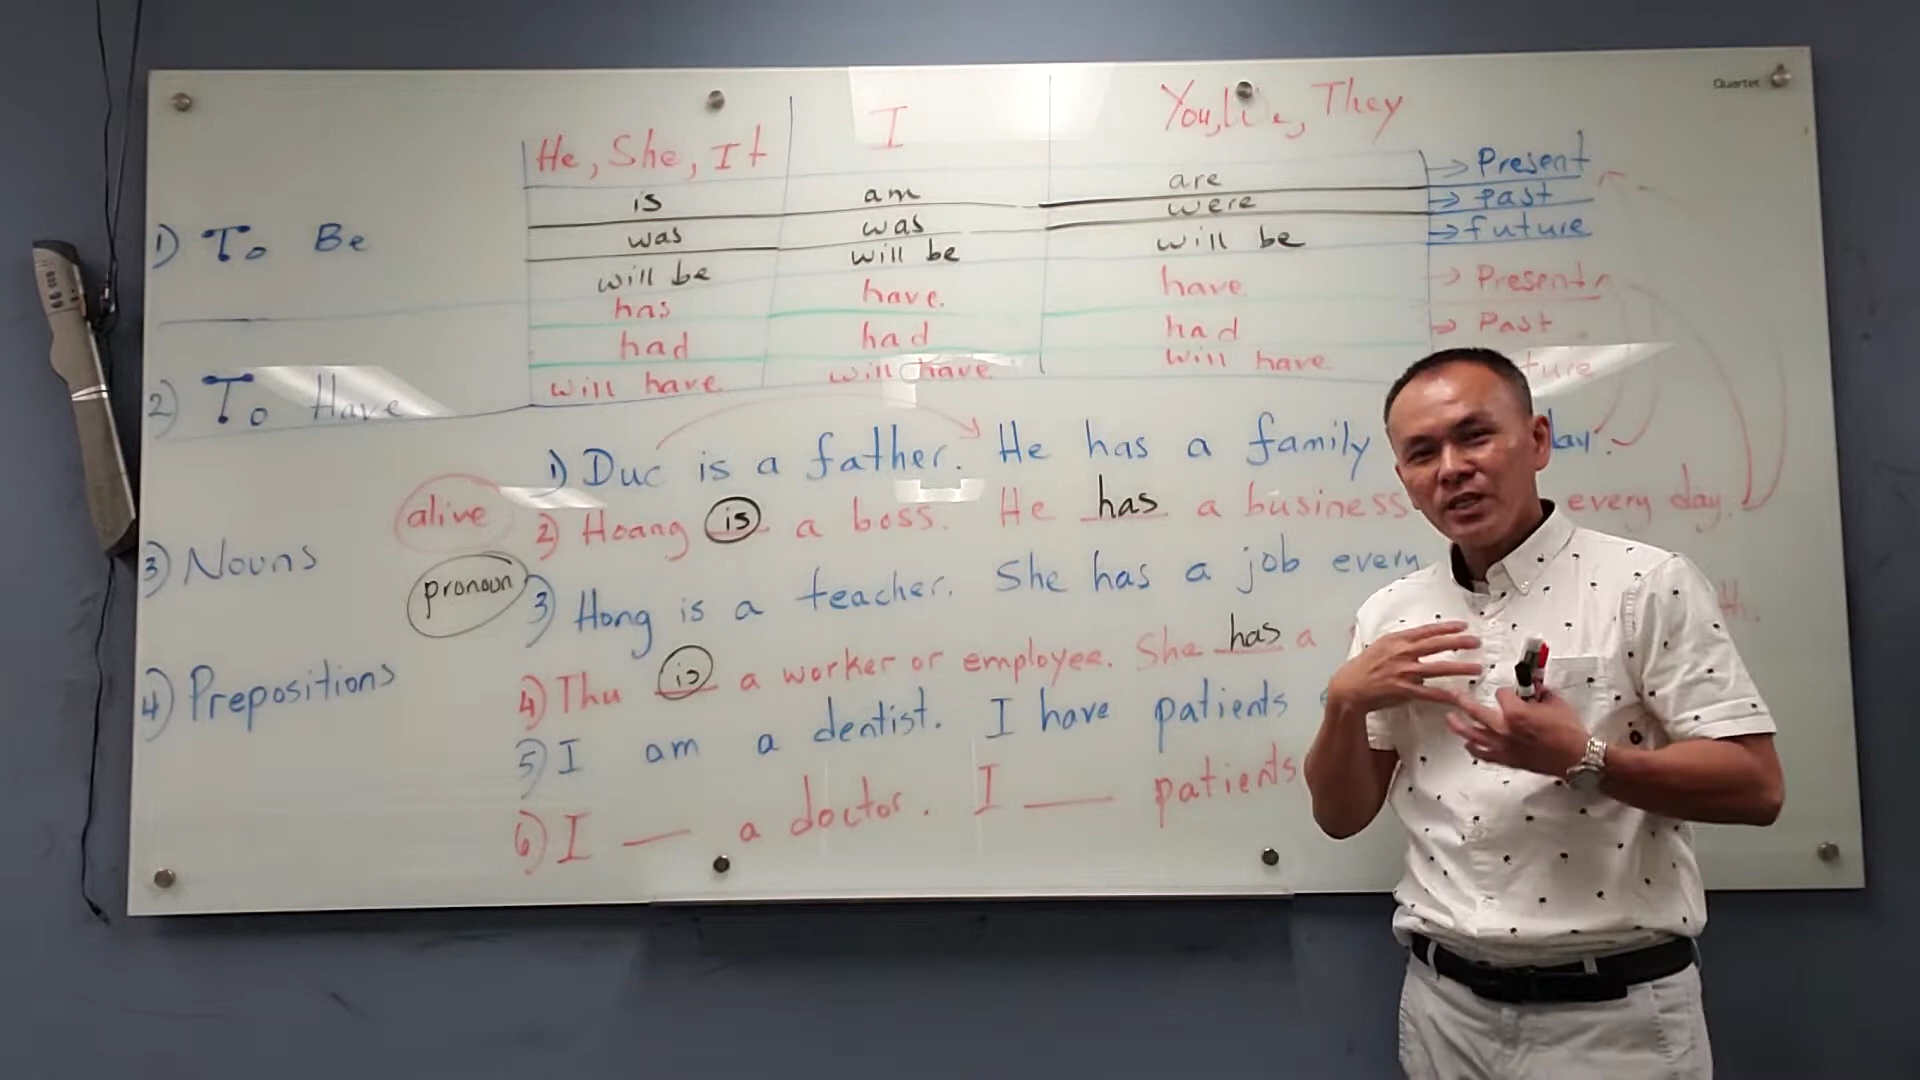 Quartet
He, She, It I You, We, They
is am are → Present
was was were → Past
1) To Be
will be will be will be → future
has have have → Present
had had had → Past
2) To Have
will have will have will have ture
1) Duc is a father. He has a family day.
alive
2) Hoang is a boss. He has a business every day.
3) Nouns
pronoun
3) Hong is a teacher. She has a job every
4) Prepositions
4) Thu is a worker or employee. She has a th.
5) I am a dentist. I have patients
6) I __ a doctor. I __ patients